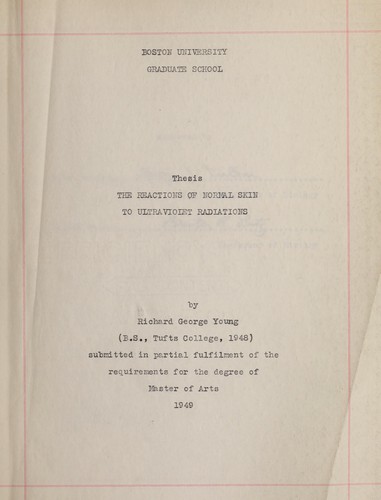 BOSTON UNIVERSITY
GRADUATE SCHOOL
Thesis
THE REACTIONS OF NORMAL SKIN
TO ULTRAVIOLET RADIATIONS
by
Richard George Young
(B.S., Tufts College, 1948)
submitted in partial fulfilment of the
requirements for the degree of
Master of Arts
1949